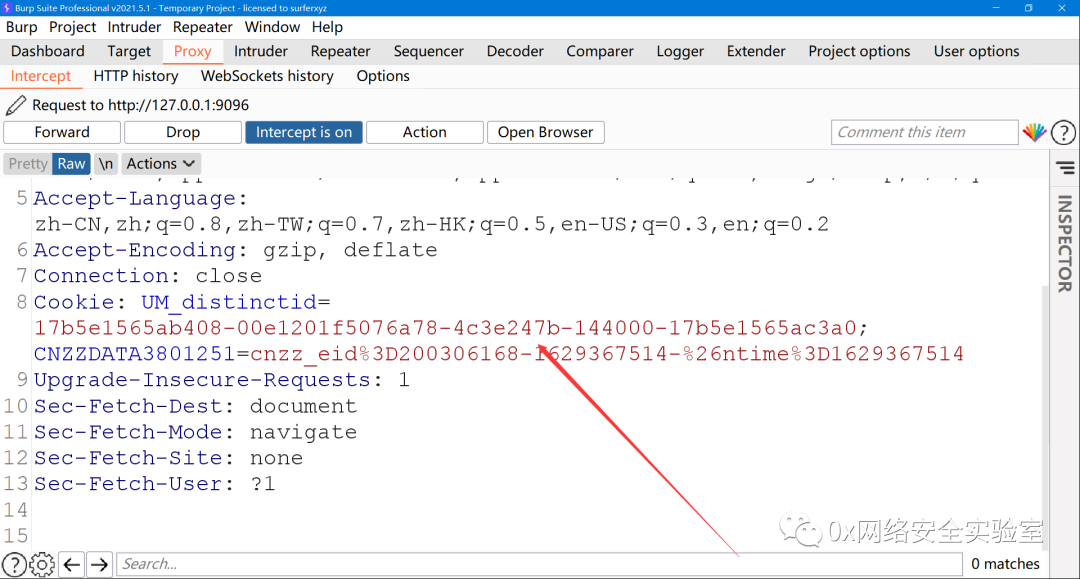 Burp Suite Professional v2021.5.1 - Temporary Project - licensed to surferxyz
Burp Project Intruder Repeater Window Help
Dashboard Target Proxy Intruder Repeater Sequencer Decoder Comparer Logger Extender Project options User options
Intercept HTTP history WebSockets history Options
Request to http://127.0.0.1:9096
Forward Drop Intercept is on Action Open Browser Comment this item ?
Pretty Raw \n Actions
INSPECTOR
5 Accept-Language:
zh-CN,zh;q=0.8,zh-TW;q=0.7,zh-HK;q=0.5,en-US;q=0.3,en;q=0.2
6 Accept-Encoding: gzip, deflate
7 Connection: close
8 Cookie: UM_distinctid=
17b5e1565ab408-00e1201f5076a78-4c3e247b-144000-17b5e1565ac3a0;
CNZZDATA3801251=cnzz_eid%3D200306168-1629367514-%26ntime%3D1629367514
9 Upgrade-Insecure-Requests: 1
10 Sec-Fetch-Dest: document
11 Sec-Fetch-Mode: navigate
12 Sec-Fetch-Site: none
13 Sec-Fetch-User: ?1
14
15
0x网络安全实验室
? Search... 0 matches